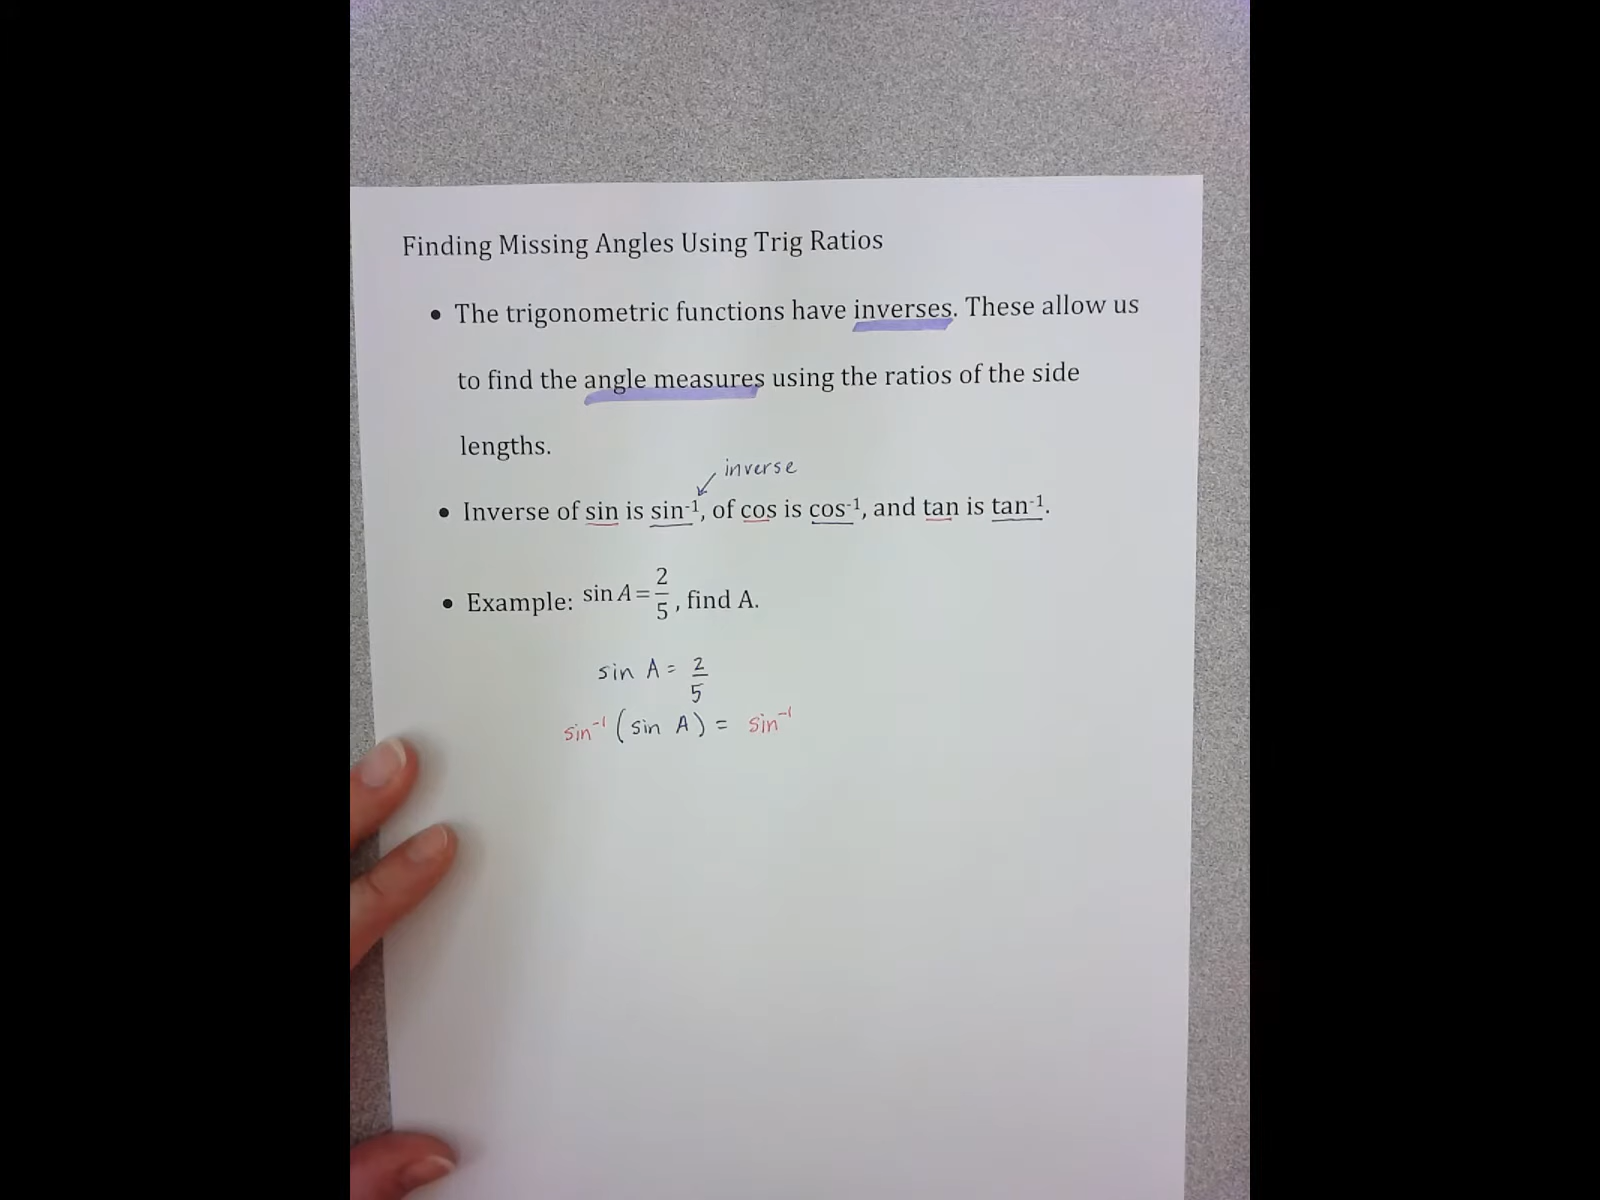 Finding Missing Angles Using Trig Ratios
• The trigonometric functions have inverses. These allow us
to find the angle measures using the ratios of the side
lengths.
inverse
• Inverse of sin is sin⁻¹, of cos is cos⁻¹, and tan is tan⁻¹.
• Example: sin A = 2/5, find A.
sin A = 2/5
sin⁻¹ (sin A) = sin⁻¹